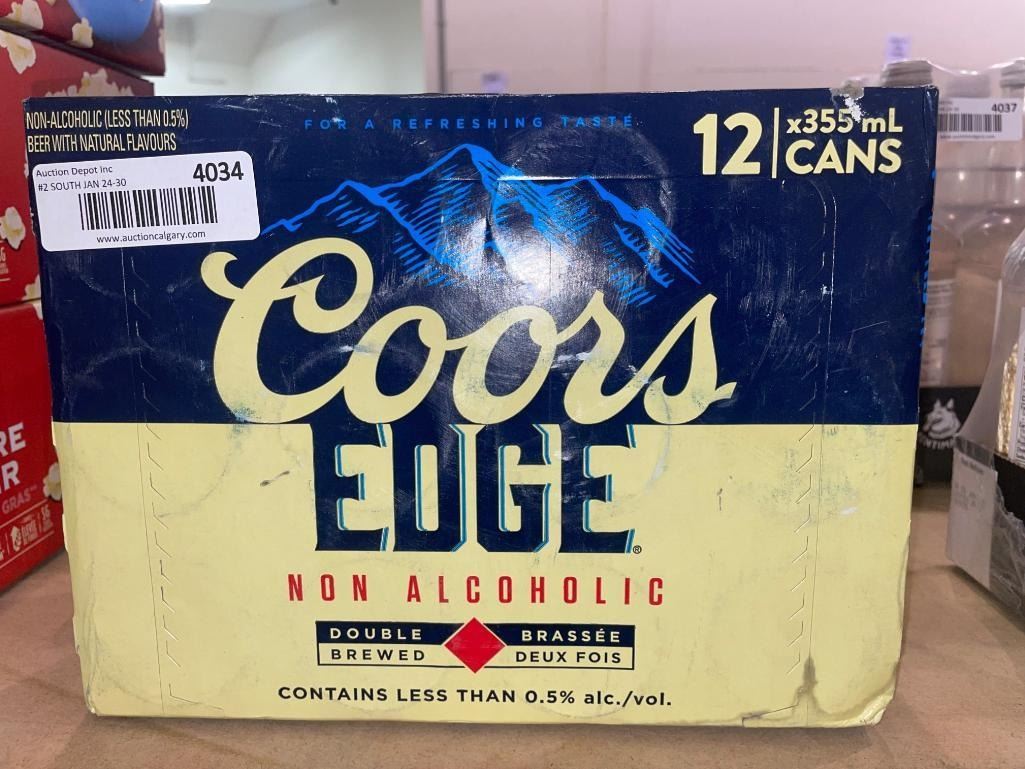 NON-ALCOHOLIC (LESS THAN 0.5%)
BEER WITH NATURAL FLAVOURS
Auction Depot Inc
#2 SOUTH JAN 24-30
4034
www.auctioncalgary.com
FOR A REFRESHING TASTE
12 x355 mL
CANS
Coors
EDGE®
NON ALCOHOLIC
DOUBLE
BREWED
BRASSÉE
DEUX FOIS
CONTAINS LESS THAN 0.5% alc./vol.
4037
RE
R
GRAS